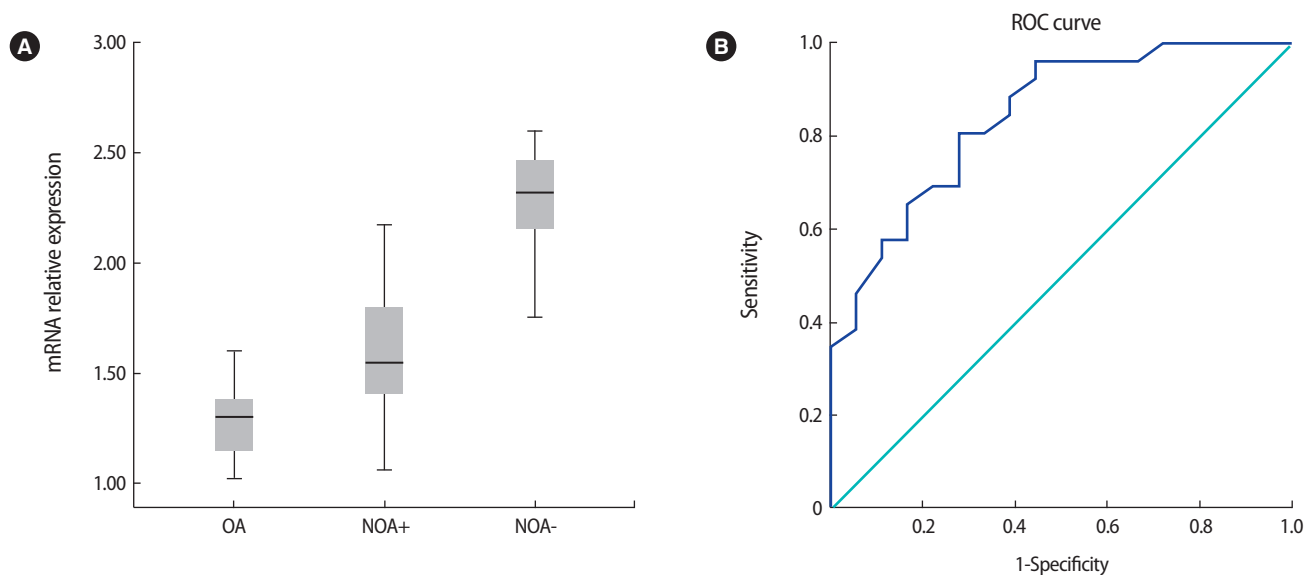 A
3.00
2.50
2.00
1.50
1.00
mRNA relative expression
OA NOA+ NOA-
B
ROC curve
1.0
0.8
0.6
0.4
0.2
0
Sensitivity
0.2 0.4 0.6 0.8 1.0
1-Specificity